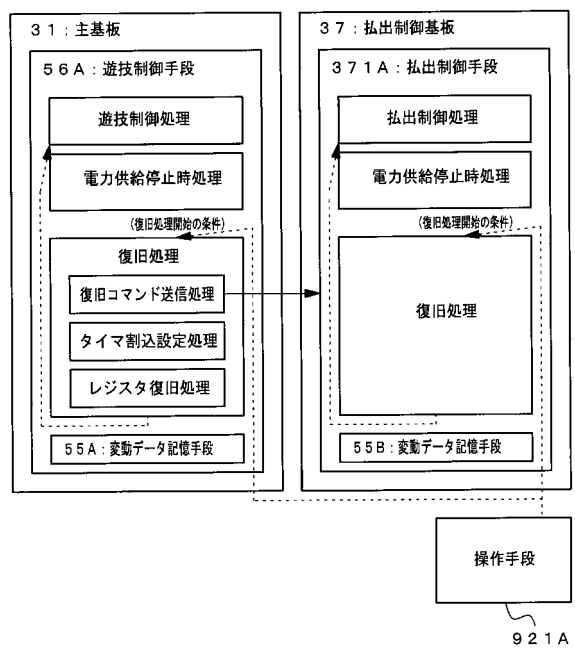 ３１：主基板
５６Ａ：遊技制御手段
遊技制御処理
電力供給停止時処理
(復旧処理開始の条件)
復旧処理
復旧コマンド送信処理
タイマ割込設定処理
レジスタ復旧処理
５５Ａ：変動データ記憶手段
３７：払出制御基板
３７１Ａ：払出制御手段
払出制御処理
電力供給停止時処理
(復旧処理開始の条件)
復旧処理
５５Ｂ：変動データ記憶手段
操作手段
９２１Ａ